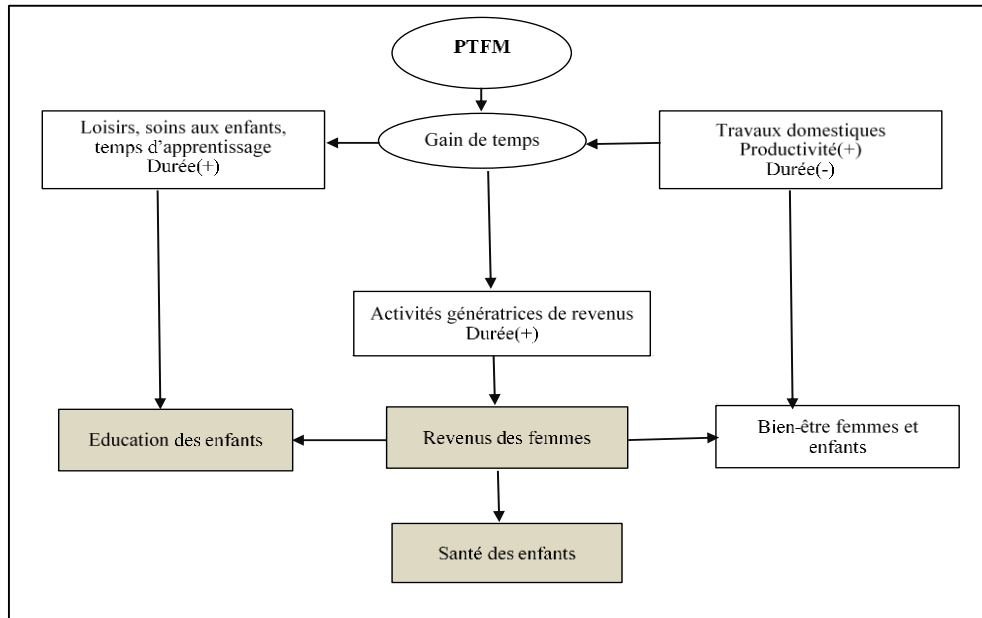 PTFM
Loisirs, soins aux enfants,
temps d'apprentissage
Durée(+)
Gain de temps
Travaux domestiques
Productivité(+)
Durée(-)
Activités génératrices de revenus
Durée(+)
Education des enfants
Revenus des femmes
Bien-être femmes et
enfants
Santé des enfants